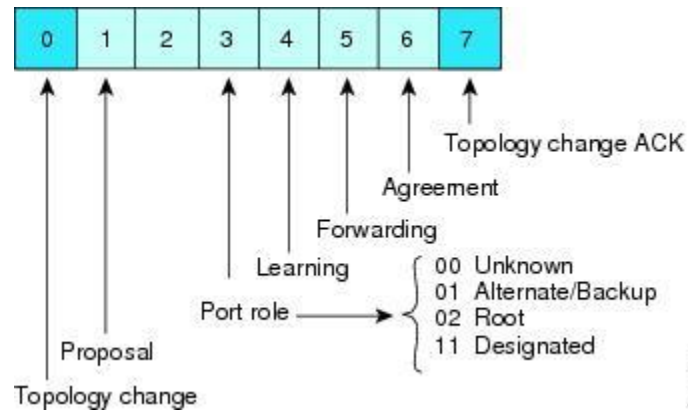 0 1 2 3 4 5 6 7
Topology change ACK
Agreement
Forwarding
Learning
Port role
00 Unknown
01 Alternate/Backup
02 Root
11 Designated
Proposal
Topology change